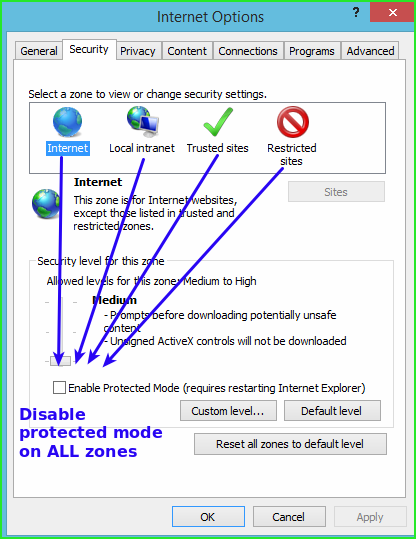 Internet Options
?
×
General
Security
Privacy
Content
Connections
Programs
Advanced
Select a zone to view or change security settings.
Internet
Local intranet
Trusted sites
Restricted
sites
Internet
Sites
This zone is for Internet websites,
except those listed in trusted and
restricted zones.
Security level for this zone
Allowed levels for this zone: Medium to High
Medium
- Prompts before downloading potentially unsafe
content
- Unsigned ActiveX controls will not be downloaded
Enable Protected Mode (requires restarting Internet Explorer)
Disable
protected mode
on ALL zones
Custom level...
Default level
Reset all zones to default level
OK
Cancel
Apply